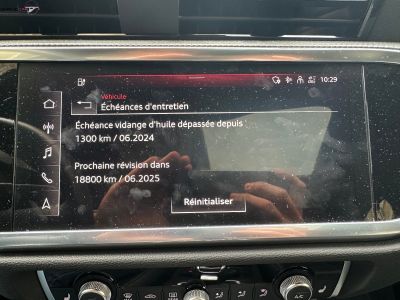 10:29
Véhicule
Échéances d'entretien
Échéance vidange d'huile dépassée depuis
1300 km / 06.2024
Prochaine révision dans
18800 km / 06.2025
Réinitialiser
A/C